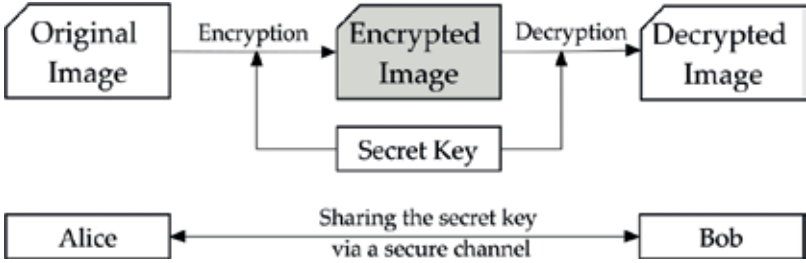 Original
Image
Encryption
Encrypted
Image
Decryption
Decrypted
Image
Secret Key
Alice
Sharing the secret key
via a secure channel
Bob